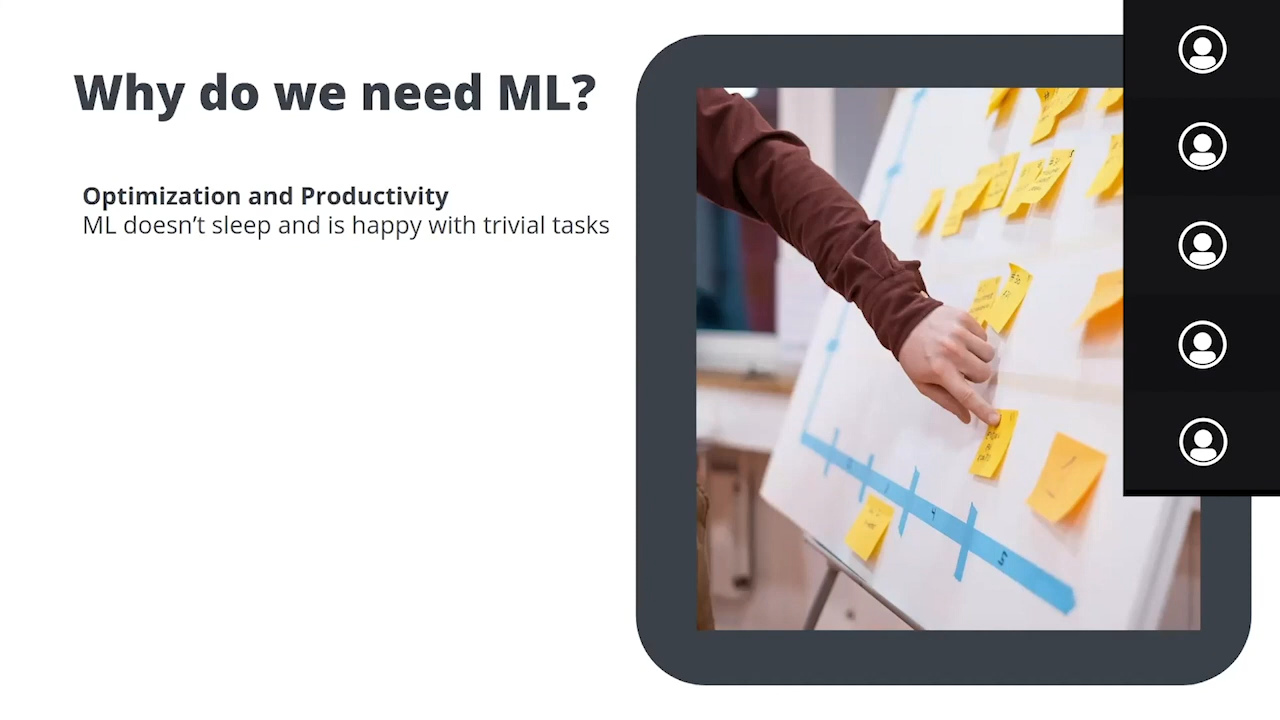 Why do we need ML?
Optimization and Productivity
ML doesn’t sleep and is happy with trivial tasks